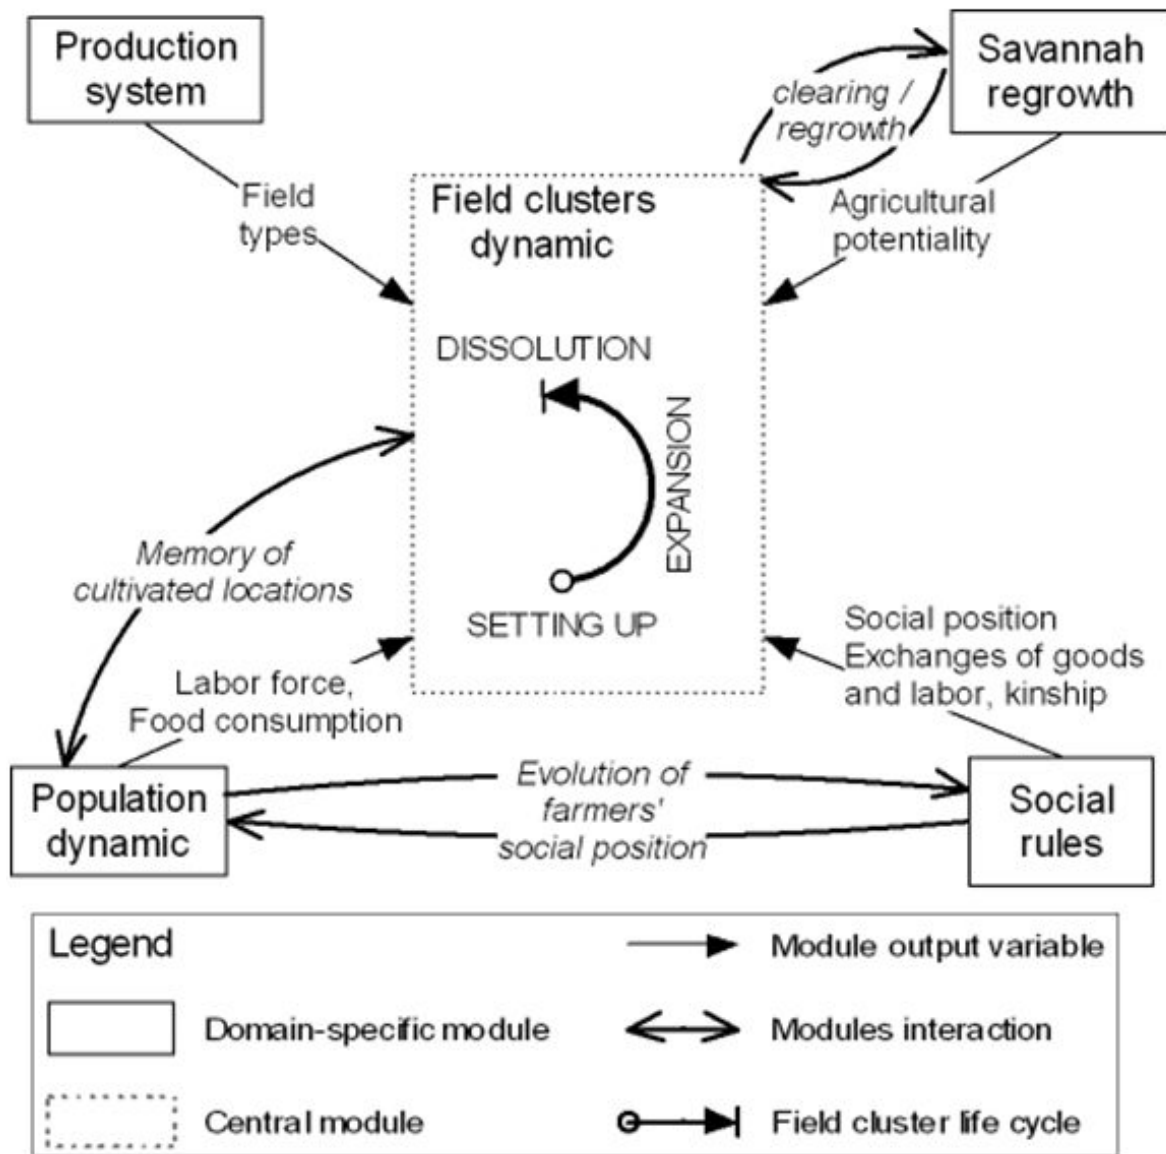 Production
system
Savannah
regrowth
clearing /
regrowth
Field
types
Field clusters
dynamic
Agricultural
potentiality
DISSOLUTION
EXPANSION
SETTING UP
Memory of
cultivated locations
Labor force,
Food consumption
Social position
Exchanges of goods
and labor, kinship
Population
dynamic
Evolution of
farmers'
social position
Social
rules
Legend
Module output variable
Domain-specific module
Modules interaction
Central module
Field cluster life cycle